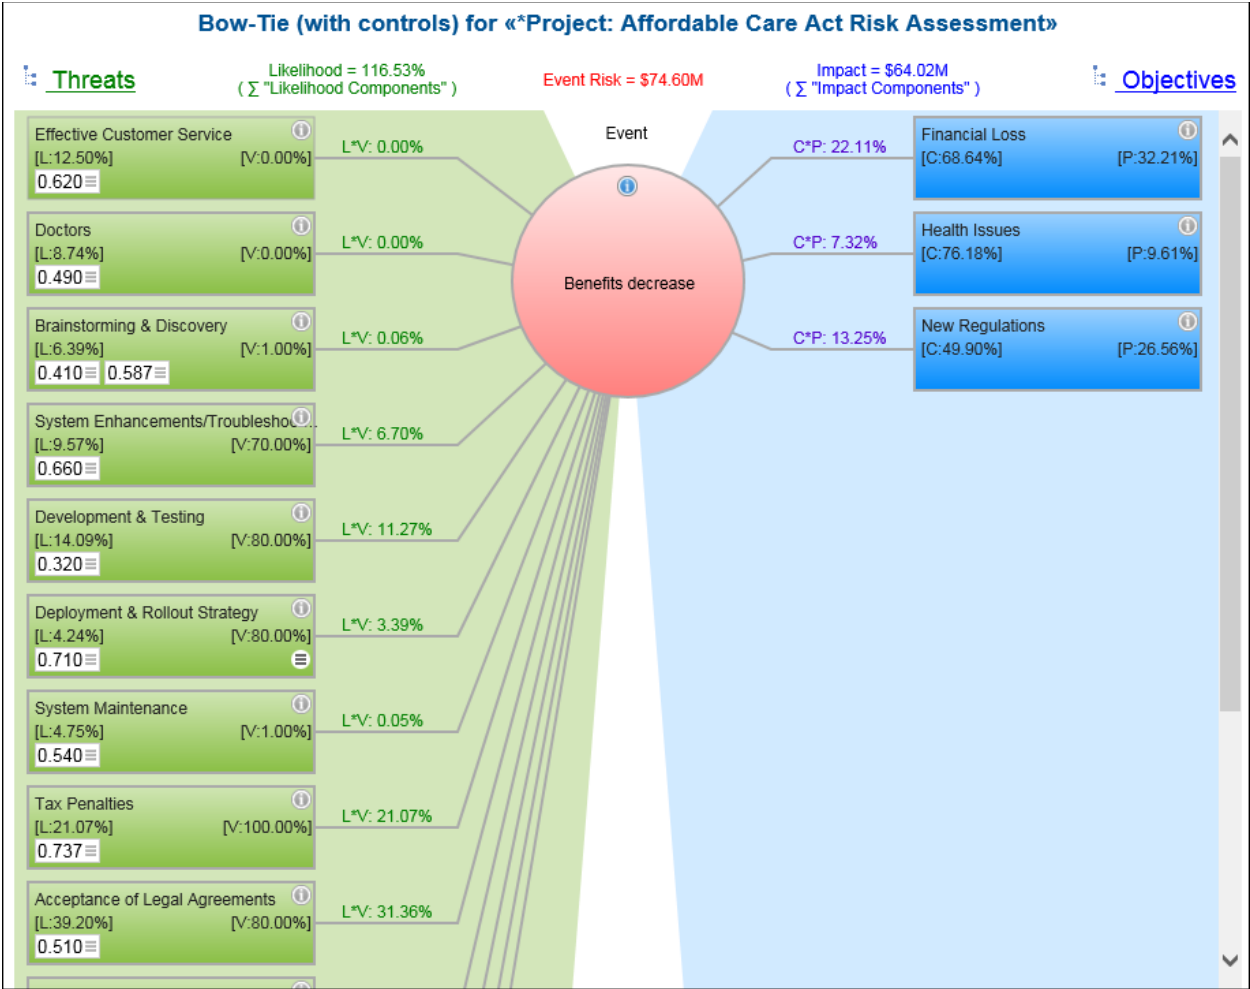 Bow-Tie (with controls) for «*Project: Affordable Care Act Risk Assessment»
Threats
Likelihood = 116.53%
( ∑ "Likelihood Components" )
Event Risk = $74.60M
Impact = $64.02M
( ∑ "Impact Components" )
Objectives
Effective Customer Service
[L:12.50%] [V:0.00%]
0.620
L*V: 0.00%
Doctors
[L:8.74%] [V:0.00%]
0.490
L*V: 0.00%
Brainstorming & Discovery
[L:6.39%] [V:1.00%]
0.410 0.587
L*V: 0.06%
System Enhancements/Troubleshoo...
[L:9.57%] [V:70.00%]
0.660
L*V: 6.70%
Development & Testing
[L:14.09%] [V:80.00%]
0.320
L*V: 11.27%
Deployment & Rollout Strategy
[L:4.24%] [V:80.00%]
0.710
L*V: 3.39%
System Maintenance
[L:4.75%] [V:1.00%]
0.540
L*V: 0.05%
Tax Penalties
[L:21.07%] [V:100.00%]
0.737
L*V: 21.07%
Acceptance of Legal Agreements
[L:39.20%] [V:80.00%]
0.510
L*V: 31.36%
Event
Benefits decrease
C*P: 22.11%
Financial Loss
[C:68.64%] [P:32.21%]
C*P: 7.32%
Health Issues
[C:76.18%] [P:9.61%]
C*P: 13.25%
New Regulations
[C:49.90%] [P:26.56%]